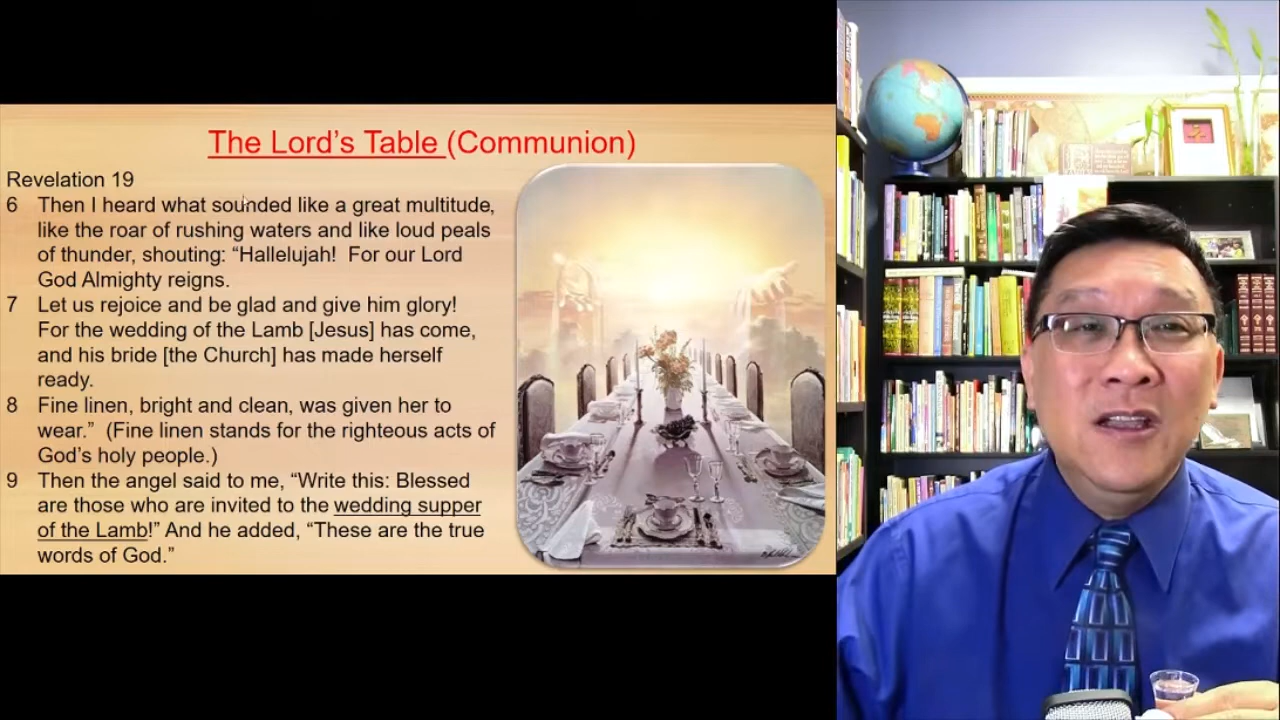 The Lord's Table (Communion)
Revelation 19
6 Then I heard what sounded like a great multitude,
like the roar of rushing waters and like loud peals
of thunder, shouting: “Hallelujah!  For our Lord
God Almighty reigns.
7 Let us rejoice and be glad and give him glory!
For the wedding of the Lamb [Jesus] has come,
and his bride [the Church] has made herself
ready.
8 Fine linen, bright and clean, was given her to
wear.”  (Fine linen stands for the righteous acts of
God’s holy people.)
9 Then the angel said to me, “Write this: Blessed
are those who are invited to the wedding supper
of the Lamb!” And he added, “These are the true
words of God.”